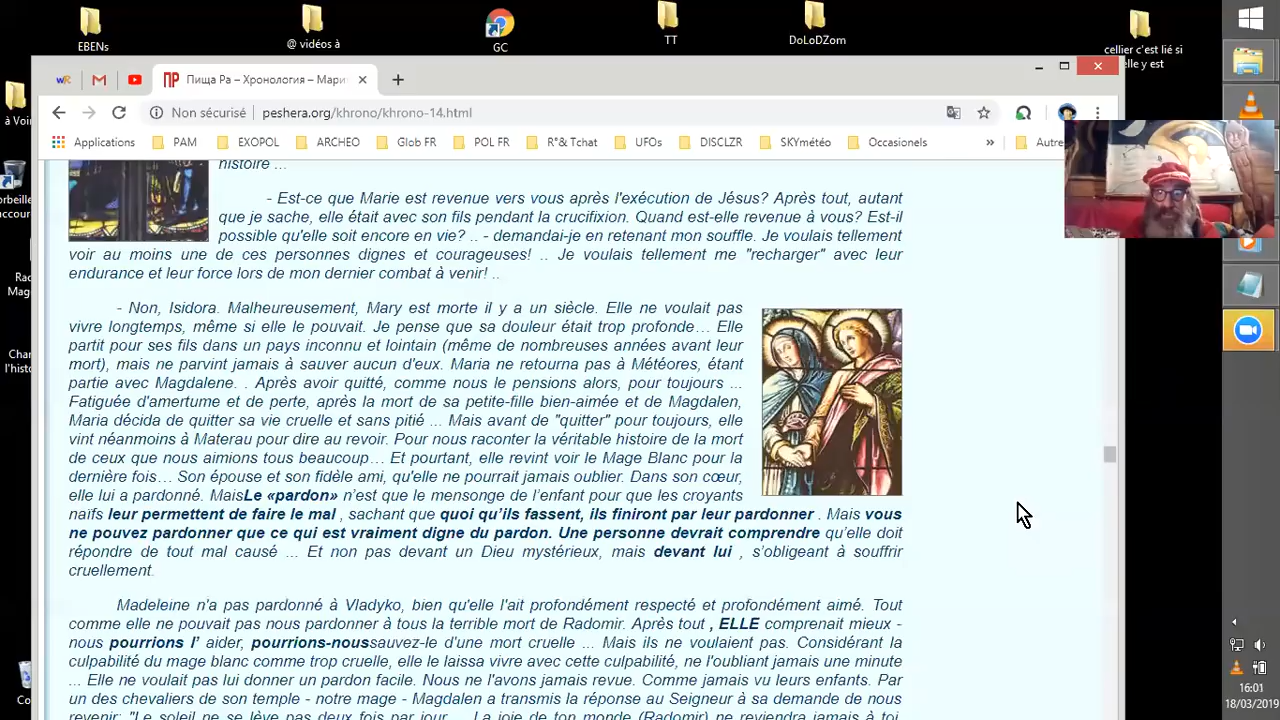 EBENs
@ vidéos à
GC
TT
DoLoDZom
cellier c'est lié si
elle y est
Пища Ра – Хронология – Мари
à Voir
Non sécurisé
peshera.org/khrono/khrono-14.html
Applications
PAM
EXOPOL
ARCHEO
Glob FR
POL FR
R°& Tchat
UFOs
DISCLZR
SKYmétéo
Occasionels
»
Autre
histoire ...
- Est-ce que Marie est revenue vers vous après l'exécution de Jésus? Après tout, autant
que je sache, elle était avec son fils pendant la crucifixion. Quand est-elle revenue à vous? Est-il
possible qu'elle soit encore en vie? .. - demandai-je en retenant mon souffle. Je voulais tellement
voir au moins une de ces personnes dignes et courageuses! .. Je voulais tellement me "recharger" avec leur
endurance et leur force lors de mon dernier combat à venir! ..
- Non, Isidora. Malheureusement, Mary est morte il y a un siècle. Elle ne voulait pas
vivre longtemps, même si elle le pouvait. Je pense que sa douleur était trop profonde… Elle
partit pour ses fils dans un pays inconnu et lointain (même de nombreuses années avant leur
mort), mais ne parvint jamais à sauver aucun d'eux. Maria ne retourna pas à Météores, étant
partie avec Magdalene. . Après avoir quitté, comme nous le pensions alors, pour toujours ...
Fatiguée d'amertume et de perte, après la mort de sa petite-fille bien-aimée et de Magdalen,
Maria décida de quitter sa vie cruelle et sans pitié ... Mais avant de "quitter" pour toujours, elle
vint néanmoins à Materau pour dire au revoir. Pour nous raconter la véritable histoire de la mort
de ceux que nous aimions tous beaucoup… Et pourtant, elle revint voir le Mage Blanc pour la
dernière fois… Son épouse et son fidèle ami, qu'elle ne pourrait jamais oublier. Dans son cœur,
elle lui a pardonné. MaisLe «pardon» n’est que le mensonge de l’enfant pour que les croyants
naïfs leur permettent de faire le mal , sachant que quoi qu’ils fassent, ils finiront par leur pardonner . Mais vous
ne pouvez pardonner que ce qui est vraiment digne du pardon. Une personne devrait comprendre qu’elle doit
répondre de tout mal causé ... Et non pas devant un Dieu mystérieux, mais devant lui , s’obligeant à souffrir
cruellement.
Madeleine n’a pas pardonné à Vladyko, bien qu'elle l'ait profondément respecté et profondément aimé. Tout
comme elle ne pouvait pas nous pardonner à tous la terrible mort de Radomir. Après tout , ELLE comprenait mieux -
nous pourrions l’ aider, pourrions-noussauvez-le d’une mort cruelle ... Mais ils ne voulaient pas. Considérant la
culpabilité du mage blanc comme trop cruelle, elle le laissa vivre avec cette culpabilité, ne l'oubliant jamais une minute
... Elle ne voulait pas lui donner un pardon facile. Nous ne l'avons jamais revue. Comme jamais vu leurs enfants. Par
un des chevaliers de son temple - notre mage - Magdalen a transmis la réponse au Seigneur à sa demande de nous
revenir: "Le soleil ne se lève pas deux fois par jour ... La joie de ton monde (Radomir) ne reviendra jamais à toi,
16:01
18/03/2019